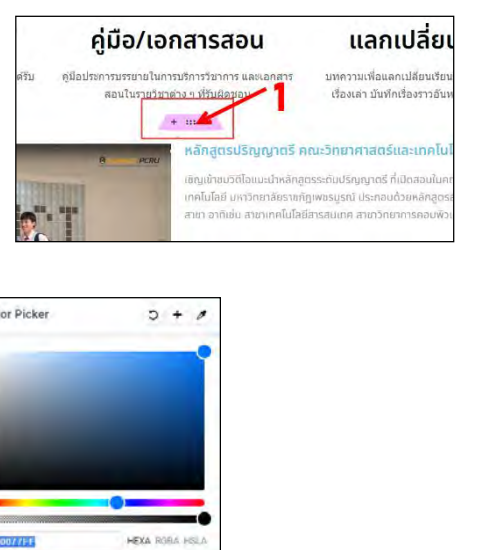 คู่มือ/เอกสารสอน
แลกเปลี่ย
คู่มือประกอบรรยายในการบริการวิชาการ และเอกสาร
สอนในรายวิชาต่าง ๆ ที่รับผิดชอบ
บทความเพื่อแลกเปลี่ยนเรียน
เรื่องเล่า บันทึกเรื่องราวอันท
1
PCRU
หลักสูตรปริญญาตรี คณะวิทยาศาสตร์และเทคโนโ
เชิญเข้าชมวิดีโอแนะนำหลักสูตรระดับปริญญาตรี ที่เปิดสอนในค
เทคโนโลยี มหาวิทยาลัยราชภัฏเพชรบูรณ์ ประกอบด้วยหลักสูตร
สาขา อาทิเช่น สาขาเทคโนโลยีสารสนเทศ สาขาวิทยาการคอมพิว
or Picker
0077FF
HEXA RGBA HSLA